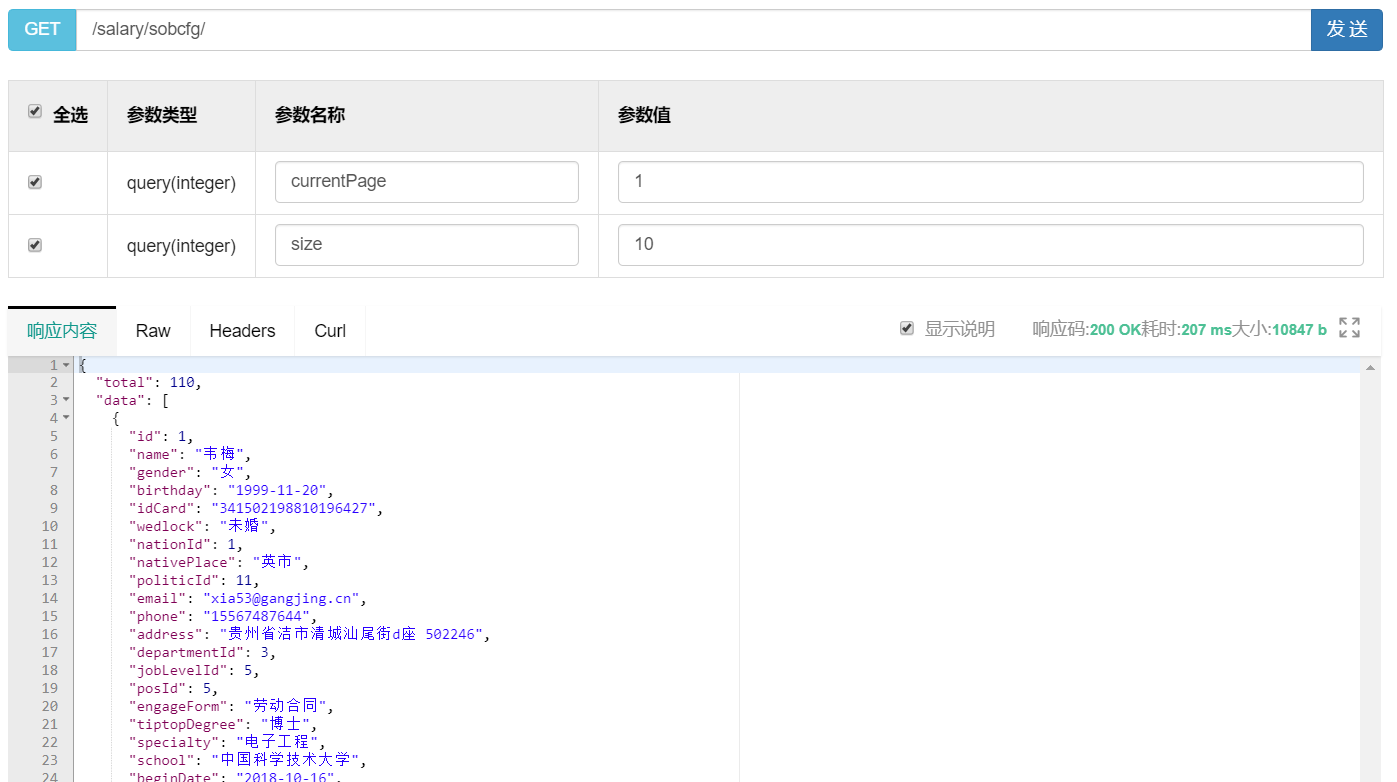 GET /salary/sobcfg/ 发 送
全选 参数类型 参数名称 参数值
query(integer) currentPage 1
query(integer) size 10
响应内容 Raw Headers Curl 显示说明 响应码:200 OK耗时:207 ms大小:10847 b
1 {
2 "total": 110,
3 "data": [
4 {
5 "id": 1,
6 "name": "韦梅",
7 "gender": "女",
8 "birthday": "1999-11-20",
9 "idCard": "341502198810196427",
10 "wedlock": "未婚",
11 "nationId": 1,
12 "nativePlace": "英市",
13 "politicId": 11,
14 "email": "xia53@gangjing.cn",
15 "phone": "15567487644",
16 "address": "贵州省洁市清城汕尾街d座 502246",
17 "departmentId": 3,
18 "jobLevelId": 5,
19 "posId": 5,
20 "engageForm": "劳动合同",
21 "tiptopDegree": "博士",
22 "specialty": "电子工程",
23 "school": "中国科学技术大学",
24 "beginDate": "2018-10-16",